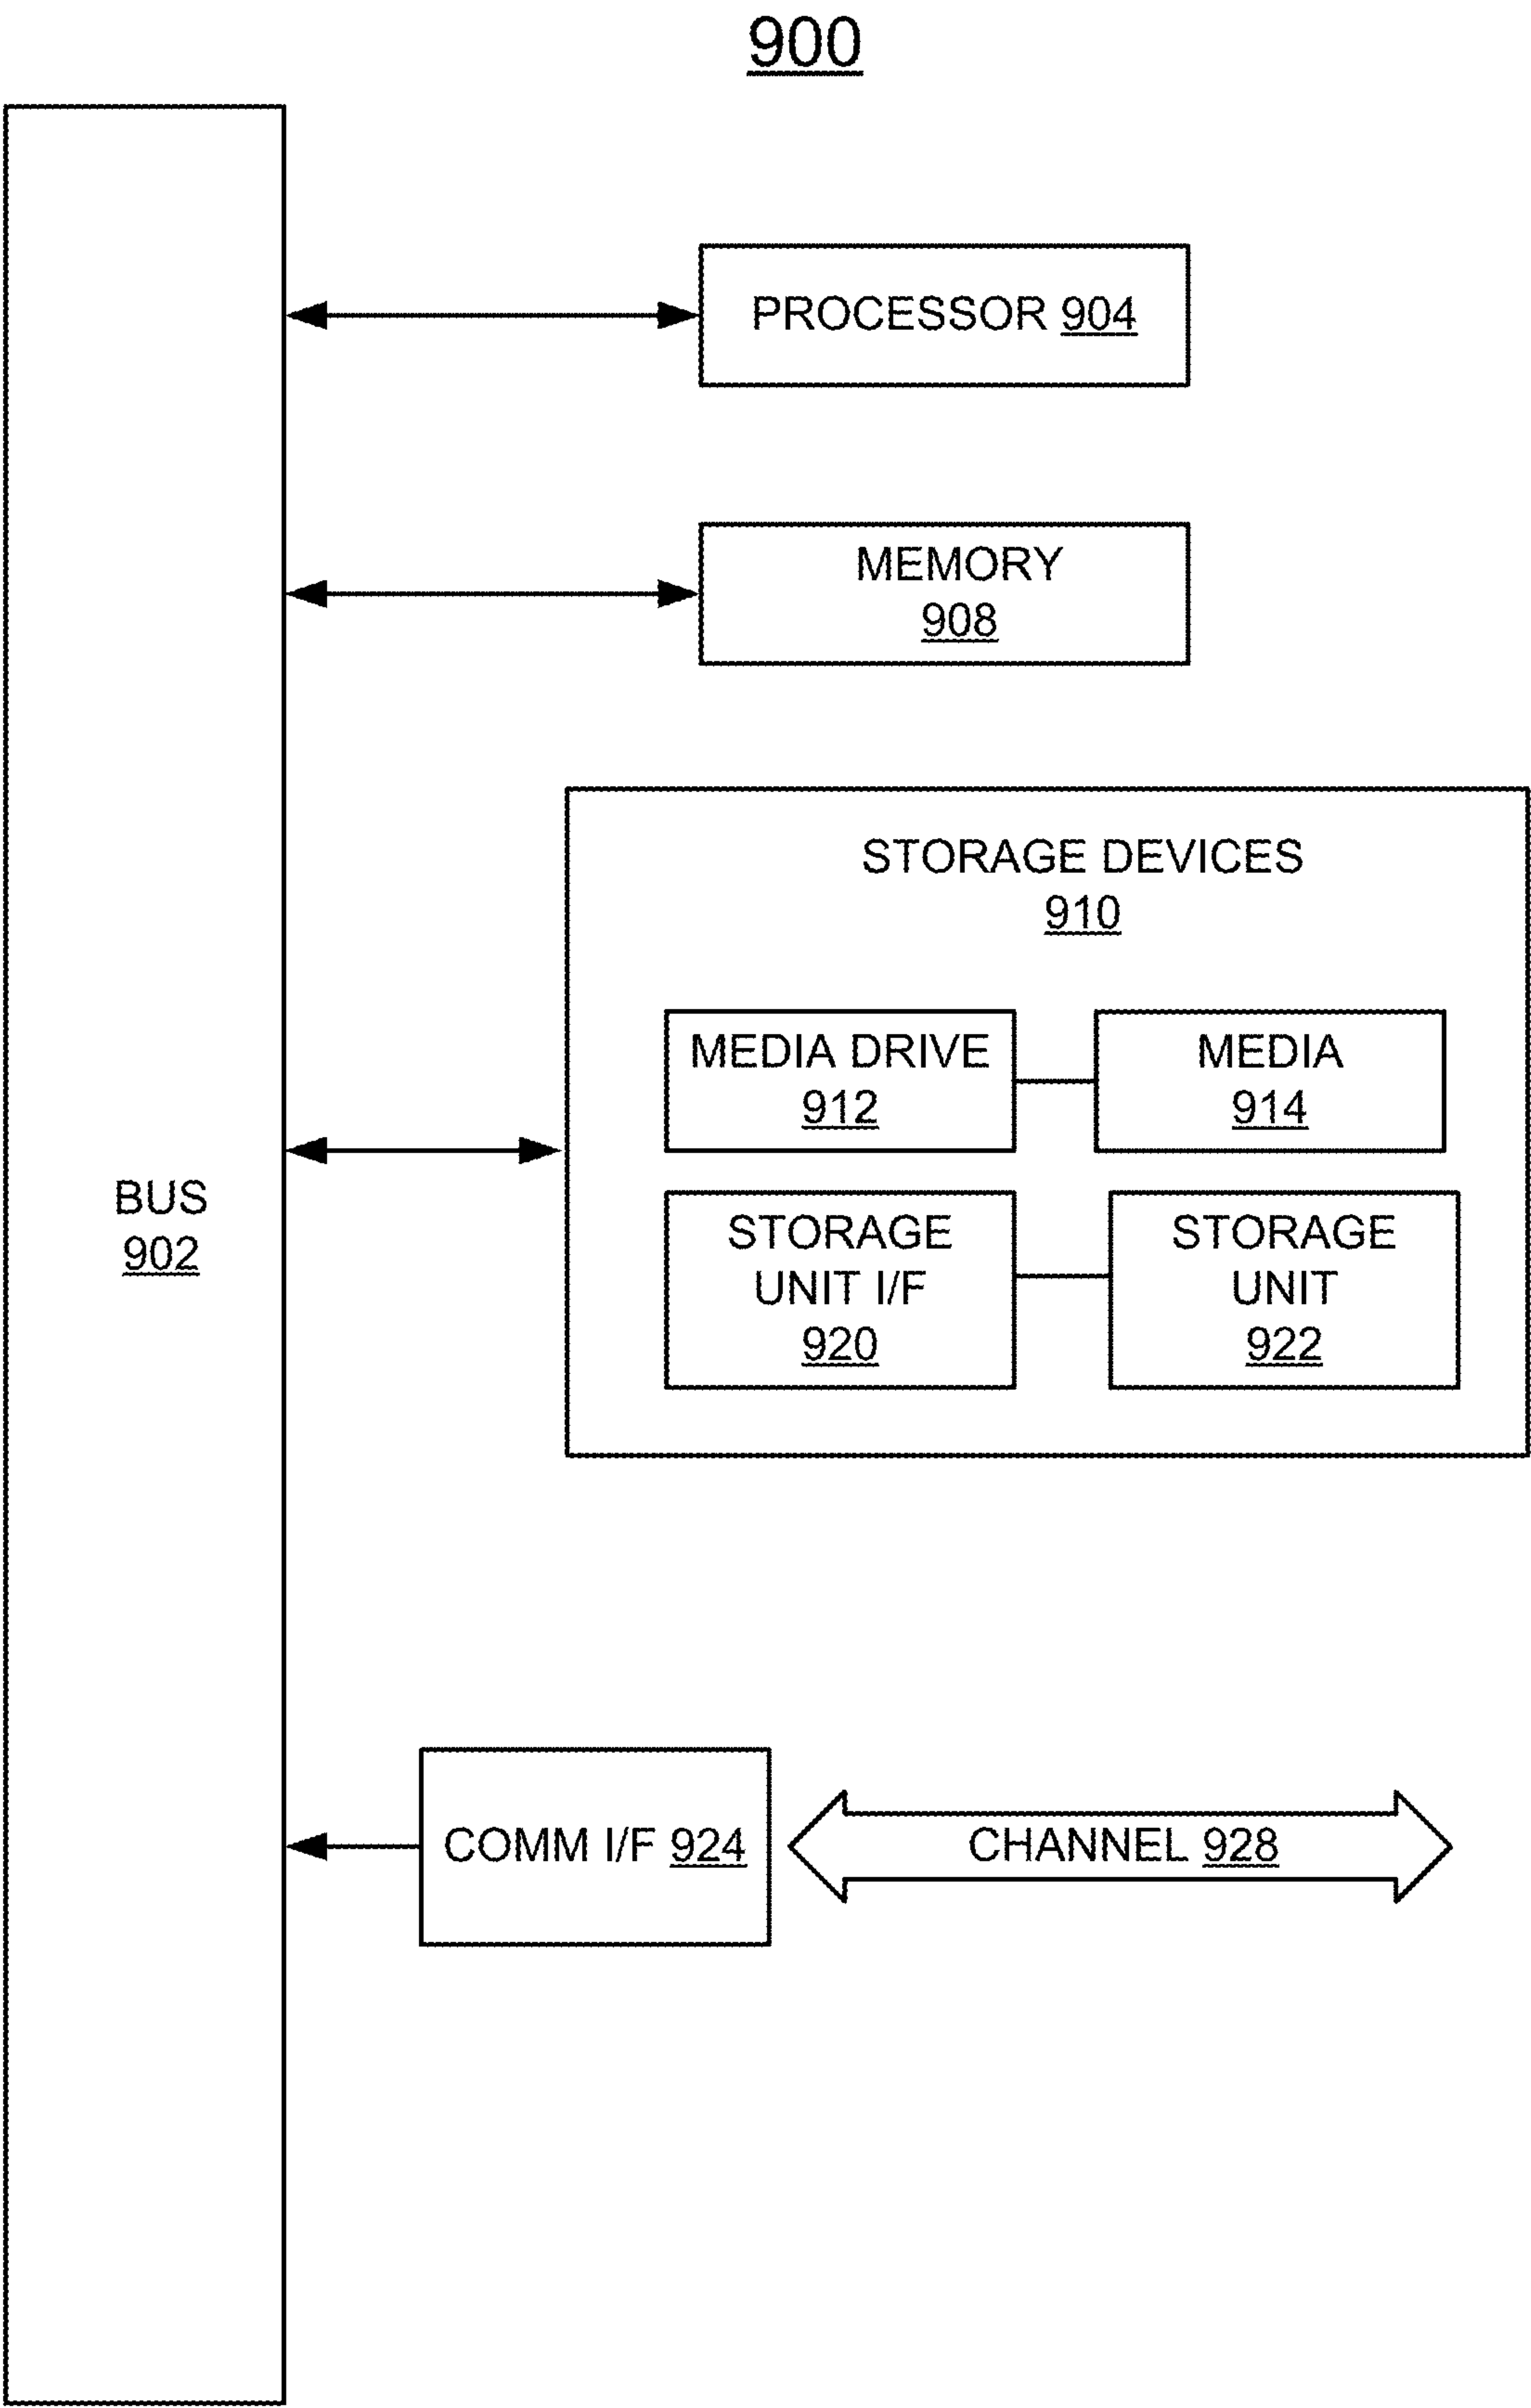 900
PROCESSOR 904
MEMORY
908
STORAGE DEVICES
910
MEDIA DRIVE
912
MEDIA
914
BUS
902
STORAGE
UNIT I/F
920
STORAGE
UNIT
922
COMM I/F 924
CHANNEL 928